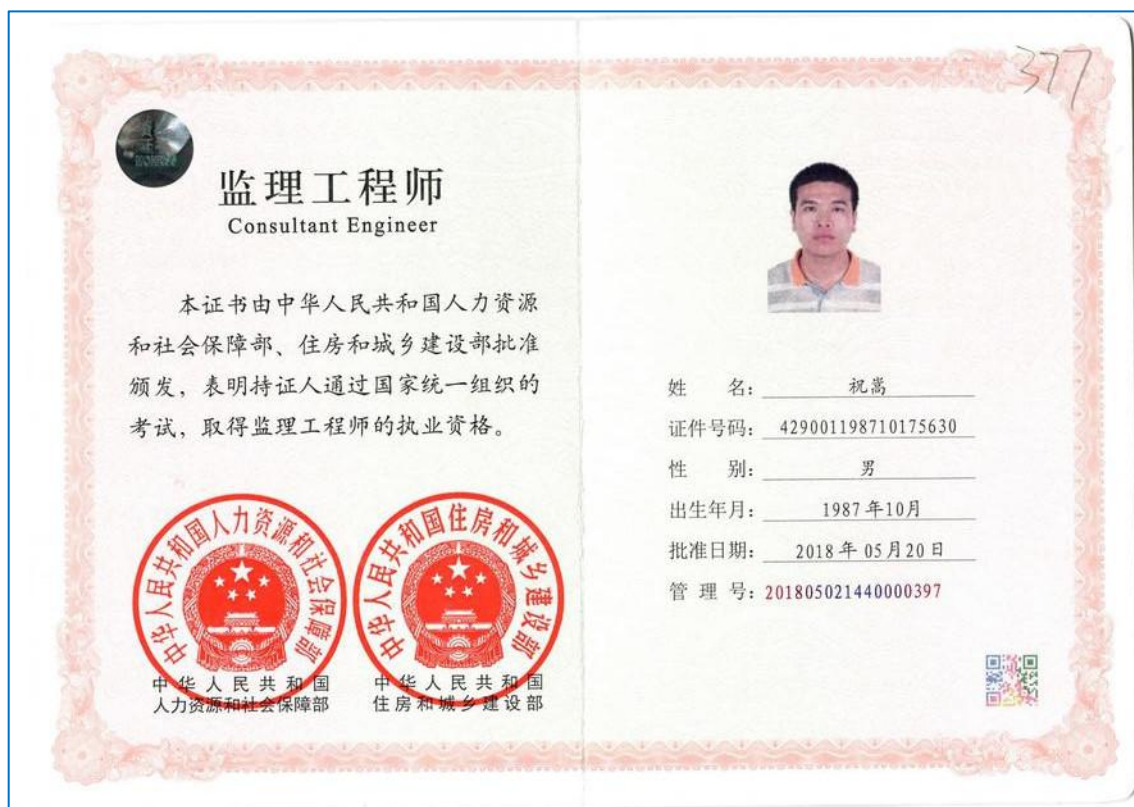 377
监理工程师
Consultant Engineer
本证书由中华人民共和国人力资源
和社会保障部、住房和城乡建设部批准
颁发，表明持证人通过国家统一组织的
考试，取得监理工程师的执业资格。
中华人民共和国人力资源和社会保障部
中华人民共和国住房和城乡建设部
中华人民共和国
人力资源和社会保障部
中华人民共和国
住房和城乡建设部
姓 名：祝嵩
证件号码：429001198710175630
性 别：男
出生年月：1987年10月
批准日期：2018年05月20日
管 理 号：201805021440000397